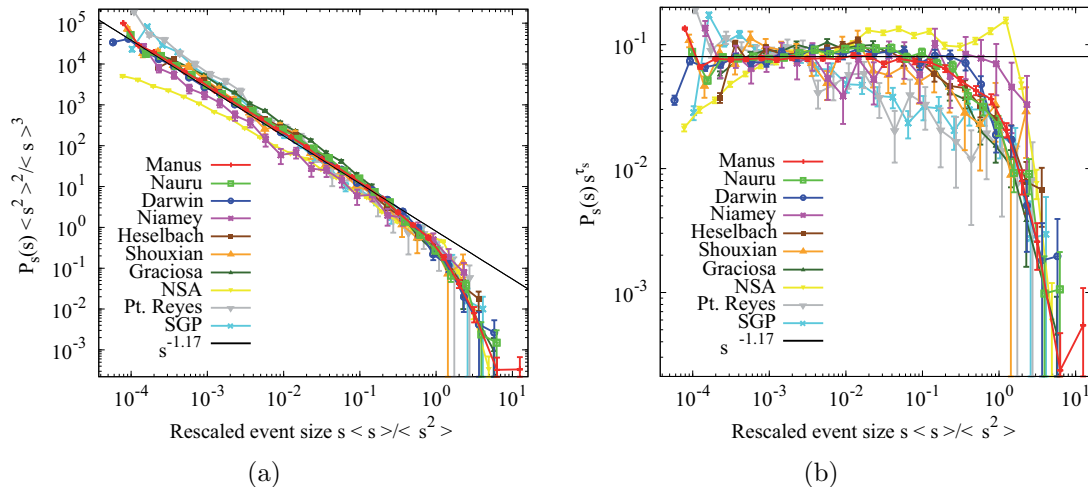 10^5
10^4
10^3
10^2
10^1
10^0
10^-1
10^-2
10^-3
P_s(s) < s^2 >^2/< s >^3
Manus
Nauru
Darwin
Niamey
Heselbach
Shouxian
Graciosa
NSA
Pt. Reyes
SGP
s^-1.17
10^-4 10^-3 10^-2 10^-1 10^0 10^1
Rescaled event size s < s >/< s^2 >
(a)
10^-1
10^-2
10^-3
P_s(s) s^τ_s
Manus
Nauru
Darwin
Niamey
Heselbach
Shouxian
Graciosa
NSA
Pt. Reyes
SGP
s^-1.17
10^-4 10^-3 10^-2 10^-1 10^0 10^1
Rescaled event size s < s >/< s^2 >
(b)